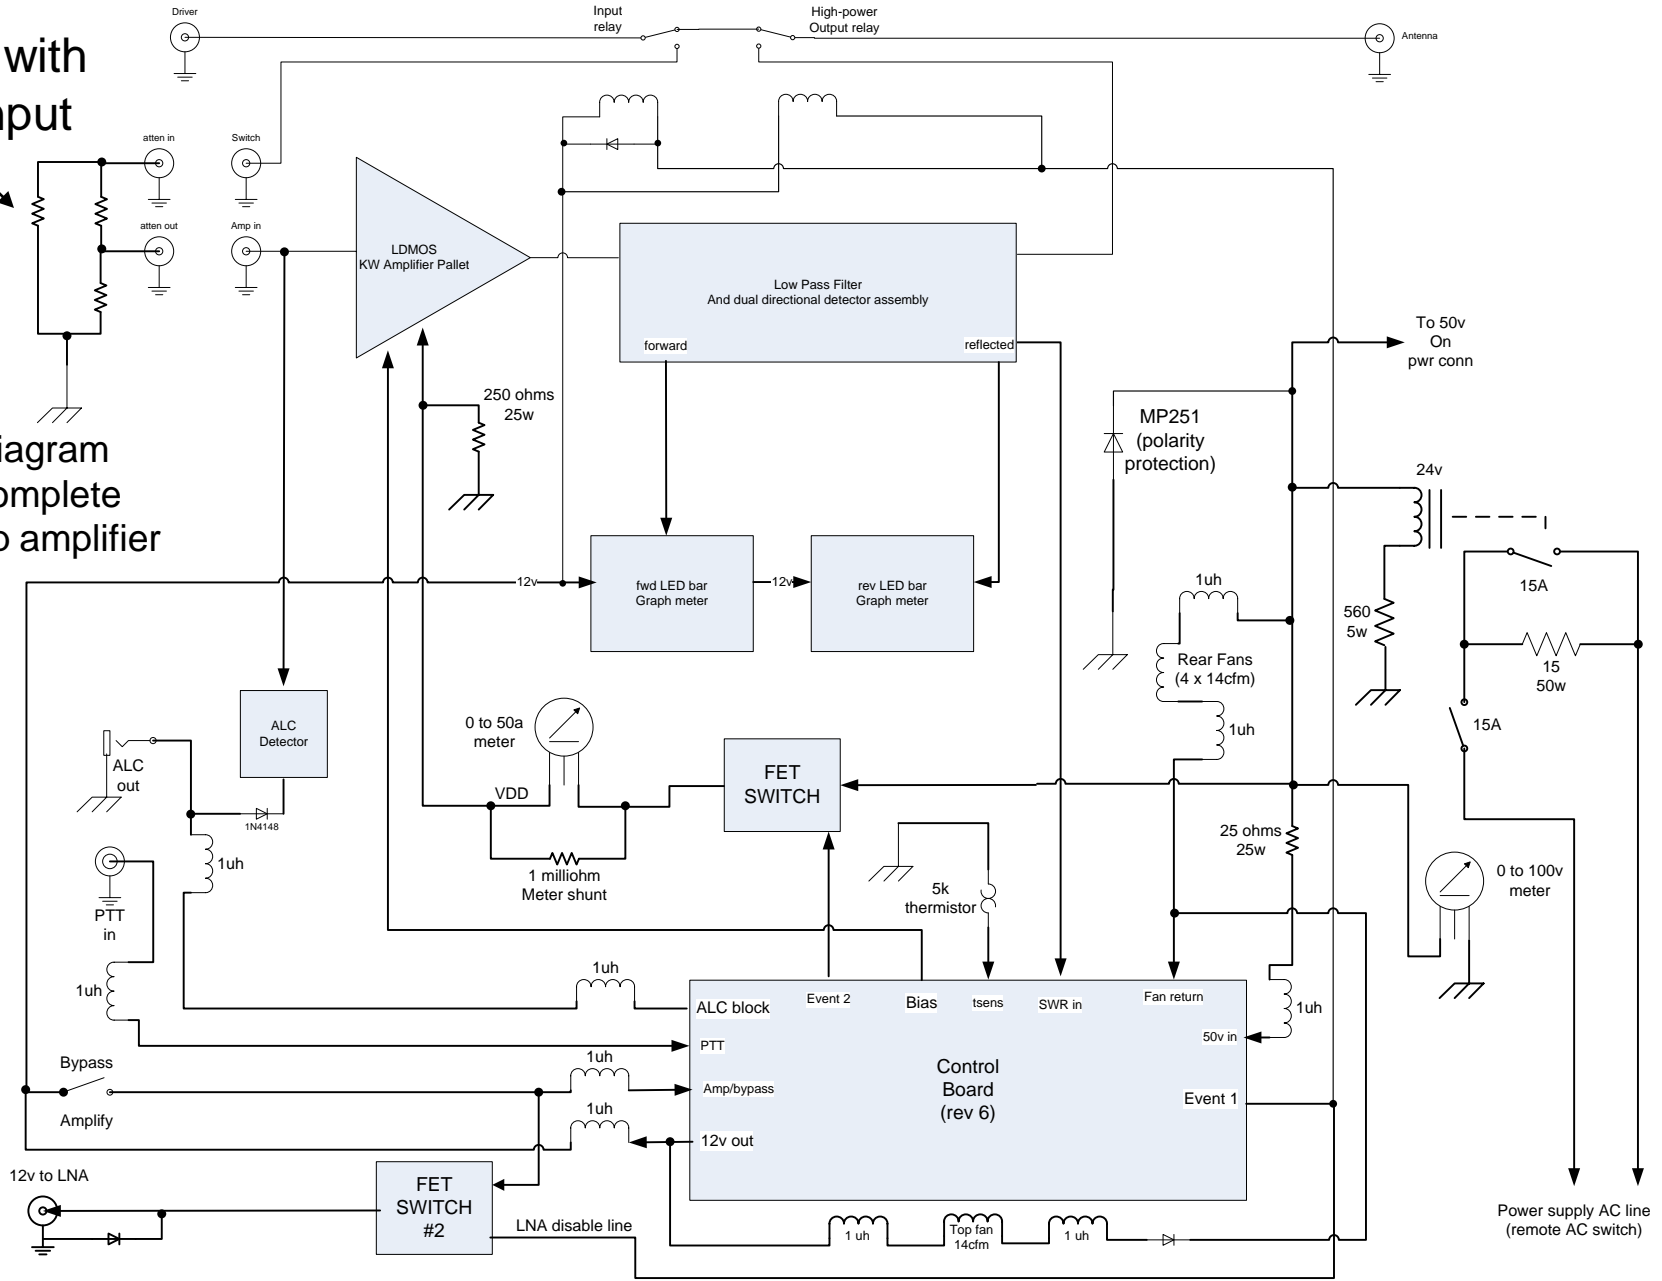 Driver
Input
relay
High-power
Output relay
Antenna
with
nput
atten in
Switch
atten out
Amp in
LDMOS
KW Amplifier Pallet
Low Pass Filter
And dual directional detector assembly
forward
reflected
To 50v
On
pwr conn
250 ohms
25w
MP251
(polarity
protection)
iagram
omplete
o amplifier
24v
15A
12v
fwd LED bar
Graph meter
12v
rev LED bar
Graph meter
1uh
560
5w
Rear Fans
(4 x 14cfm)
15
50w
1uh
15A
ALC
Detector
0 to 50a
meter
ALC
out
1N4148
VDD
FET
SWITCH
1uh
1 milliohm
Meter shunt
25 ohms
25w
0 to 100v
meter
5k
thermistor
PTT
in
1uh
1uh
ALC block
Event 2
Bias
tsens
SWR in
Fan return
1uh
PTT
50v in
Bypass
Amplify
1uh
Amp/bypass
Control
Board
(rev 6)
Event 1
1uh
12v out
12v to LNA
FET
SWITCH
#2
LNA disable line
1 uh
Top fan
14cfm
1 uh
Power supply AC line
(remote AC switch)